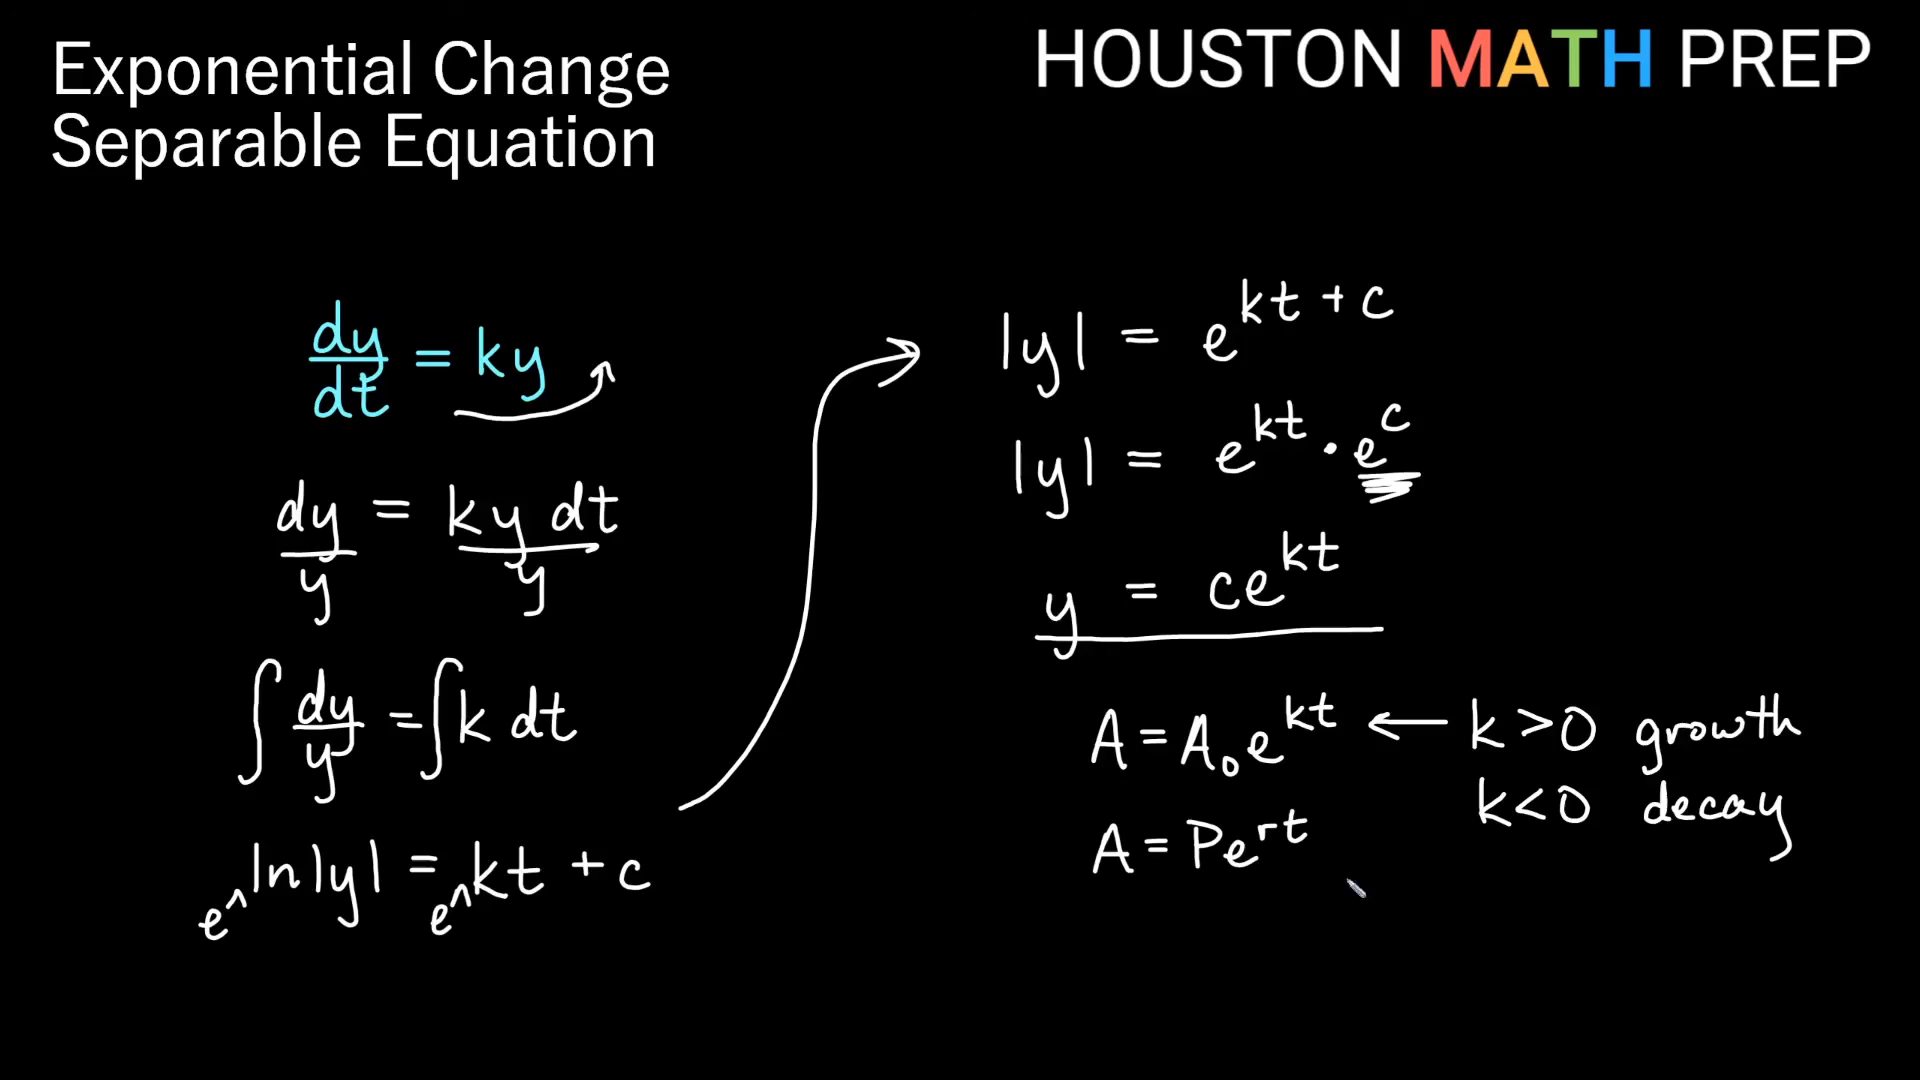 Exponential Change
Separable Equation
HOUSTON MATH PREP
dy/dt = ky
dy/y = ky dt/y
∫ dy/y = ∫ k dt
e^ ln|y| = e^ kt + c
|y| = e^(kt + c)
|y| = e^(kt) · e^c
y = ce^(kt)
A = A₀e^(kt) ← k > 0 growth
k < 0 decay
A = Pe^(rt)